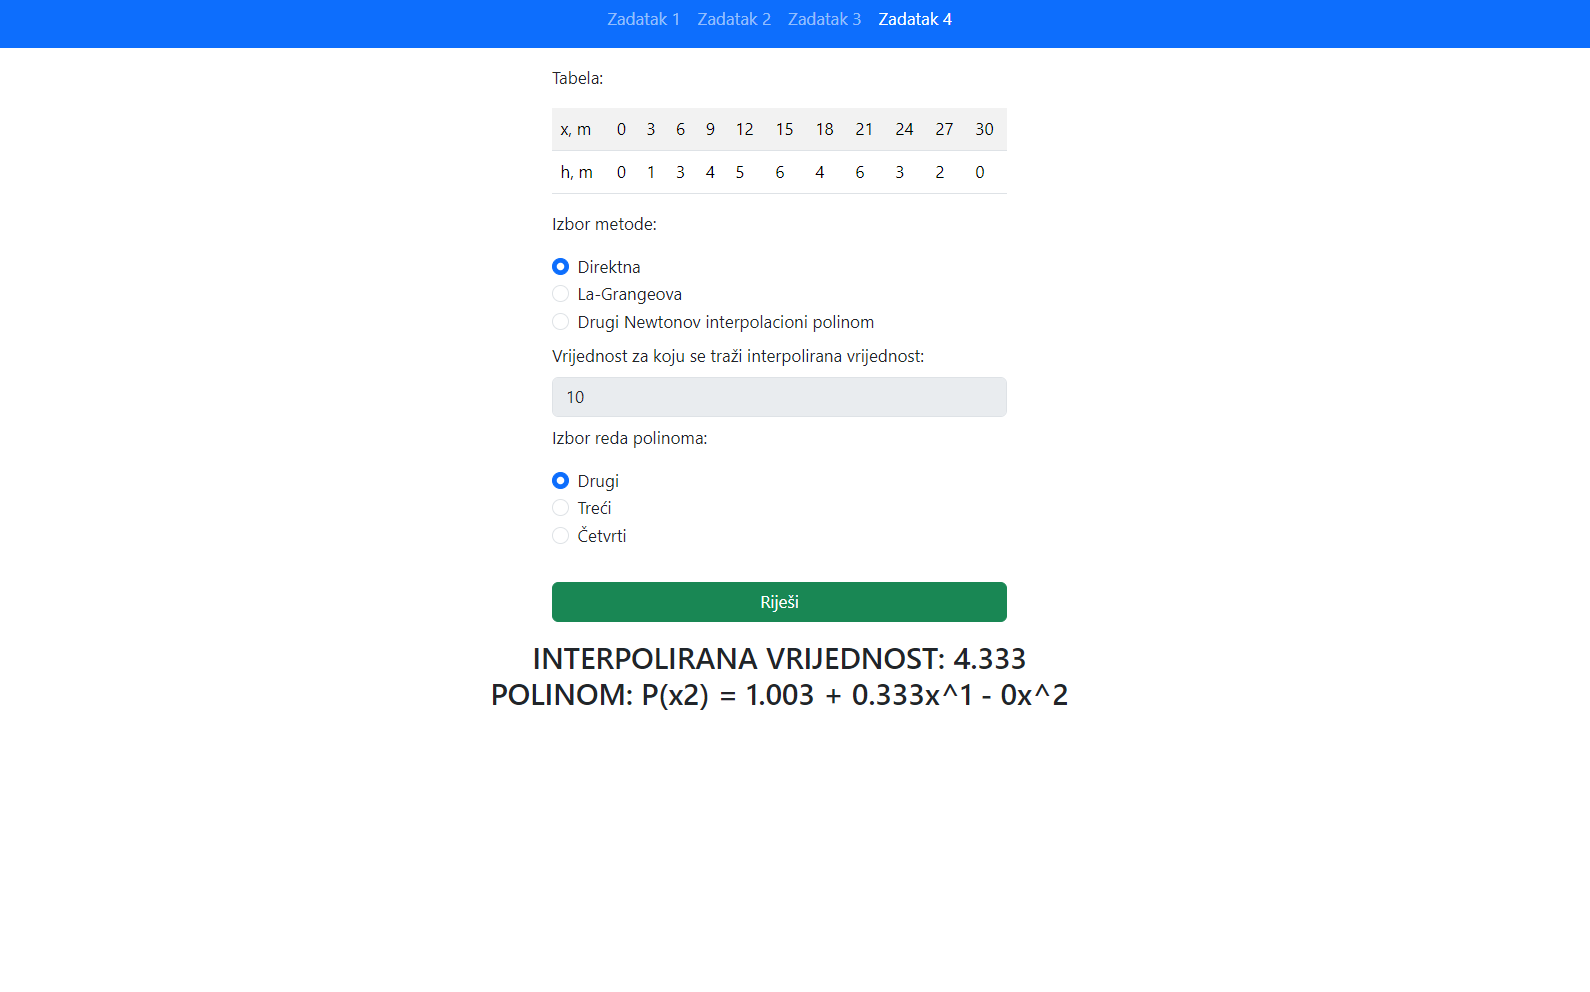 Zadatak 1 Zadatak 2 Zadatak 3 Zadatak 4
Tabela:
x, m 0 3 6 9 12 15 18 21 24 27 30
h, m 0 1 3 4 5 6 4 6 3 2 0
Izbor metode:
Direktna
La-Grangeova
Drugi Newtonov interpolacioni polinom
Vrijednost za koju se traži interpolirana vrijednost:
10
Izbor reda polinoma:
Drugi
Treći
Četvrti
Riješi
INTERPOLIRANA VRIJEDNOST: 4.333
POLINOM: P(x2) = 1.003 + 0.333x^1 - 0x^2